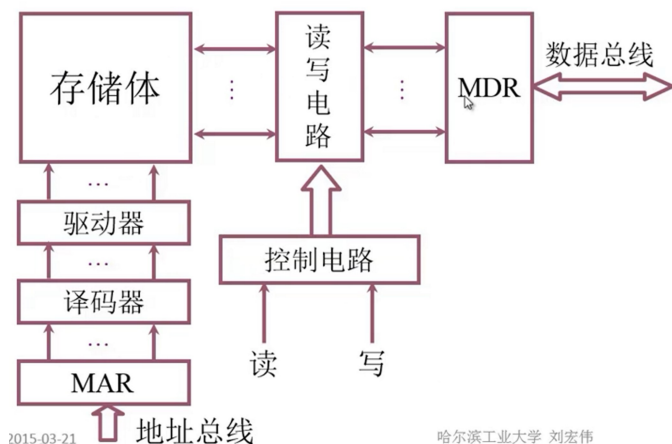 存储体
读写电路
MDR
数据总线
驱动器
控制电路
译码器
读
写
MAR
地址总线
2015-03-21
哈尔滨工业大学 刘宏伟